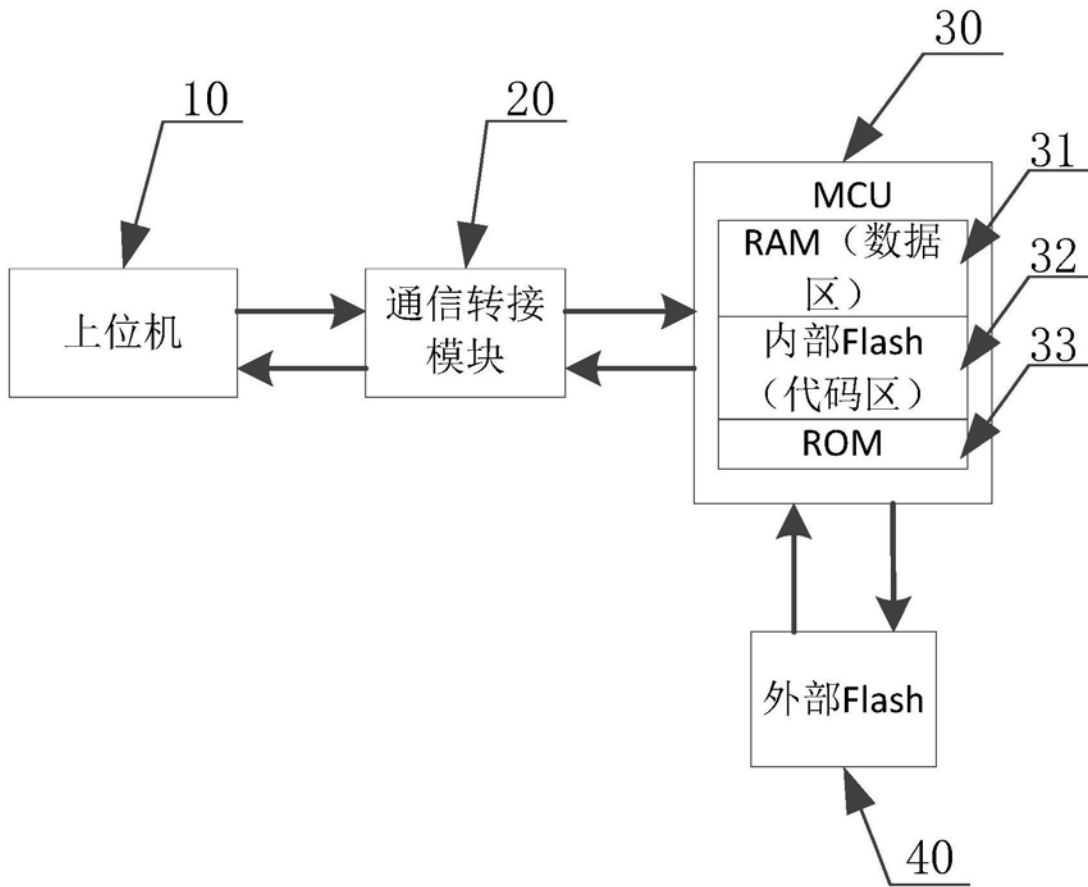 30
10
20
31
MCU
RAM（数据
区）
32
上位机
通信转接
模块
内部Flash
（代码区）
33
ROM
外部Flash
40